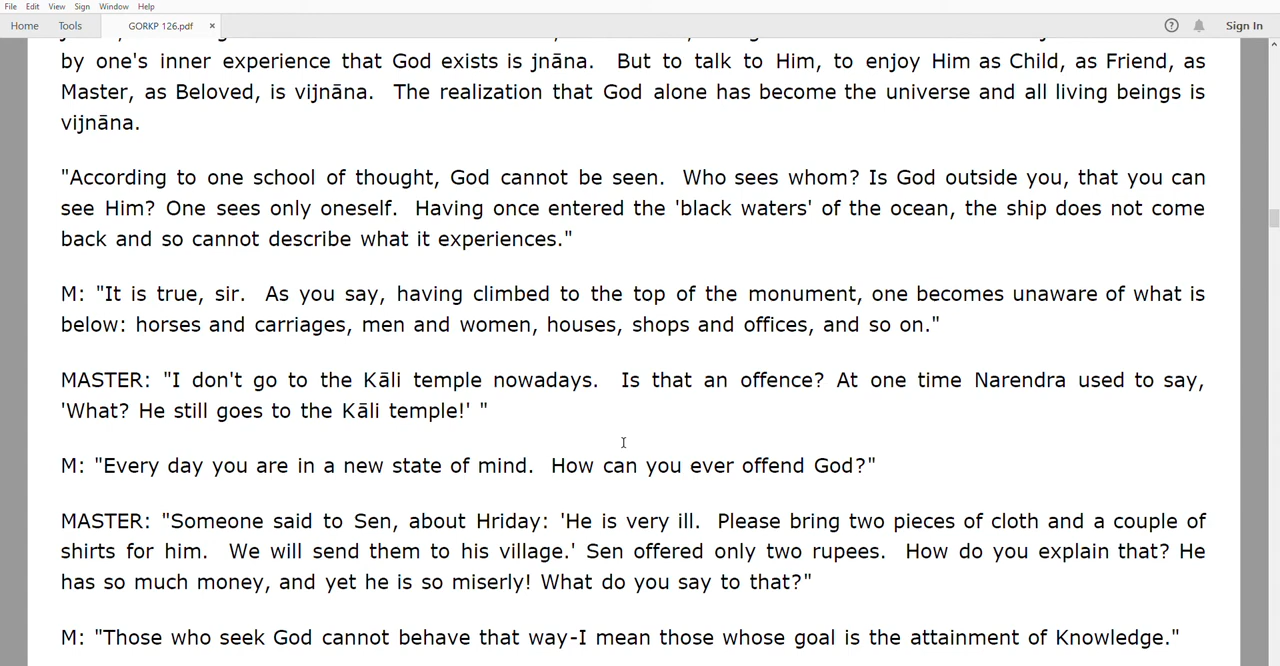 File Edit View Sign Window Help
Home Tools GORKP 126.pdf × Sign In
by one's inner experience that God exists is jnāna. But to talk to Him, to enjoy Him as Child, as Friend, as
Master, as Beloved, is vijnāna. The realization that God alone has become the universe and all living beings is
vijnāna.
"According to one school of thought, God cannot be seen. Who sees whom? Is God outside you, that you can
see Him? One sees only oneself. Having once entered the 'black waters' of the ocean, the ship does not come
back and so cannot describe what it experiences."
M: "It is true, sir. As you say, having climbed to the top of the monument, one becomes unaware of what is
below: horses and carriages, men and women, houses, shops and offices, and so on."
MASTER: "I don't go to the Kāli temple nowadays. Is that an offence? At one time Narendra used to say,
'What? He still goes to the Kāli temple!' "
M: "Every day you are in a new state of mind. How can you ever offend God?"
MASTER: "Someone said to Sen, about Hriday: 'He is very ill. Please bring two pieces of cloth and a couple of
shirts for him. We will send them to his village.' Sen offered only two rupees. How do you explain that? He
has so much money, and yet he is so miserly! What do you say to that?"
M: "Those who seek God cannot behave that way-I mean those whose goal is the attainment of Knowledge."